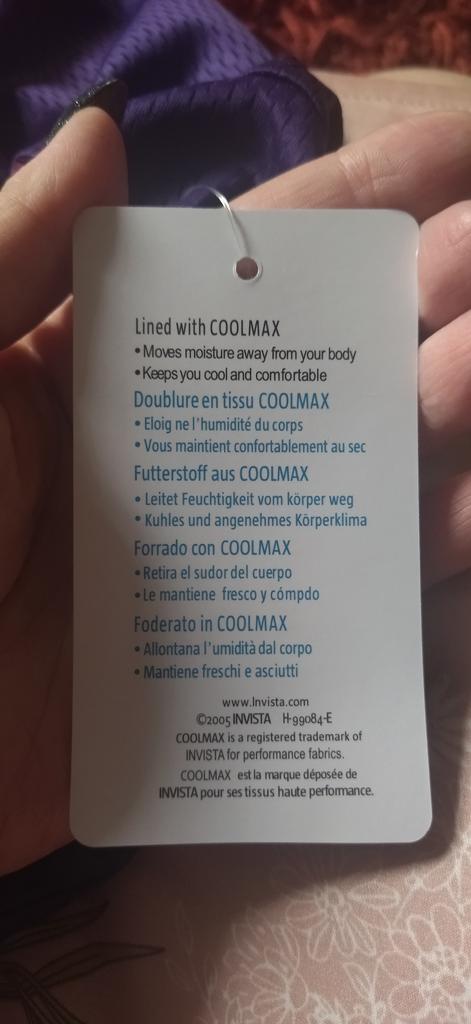 Lined with COOLMAX
• Moves moisture away from your body
• Keeps you cool and comfortable
Doublure en tissu COOLMAX
• Eloig ne l'humidité du corps
• Vous maintient confortablement au sec
Futterstoff aus COOLMAX
• Leitet Feuchtigkeit vom körper weg
• Kuhles und angenehmes Körperklima
Forrado con COOLMAX
• Retira el sudor del cuerpo
• Le mantiene fresco y cómpdo
Foderato in COOLMAX
• Allontana l'umidità dal corpo
• Mantiene freschi e asciutti
www.Invista.com
©2005 INVISTA H-99084-E
COOLMAX is a registered trademark of
INVISTA for performance fabrics.
COOLMAX est la marque déposée de
INVISTA pour ses tissus haute performance.